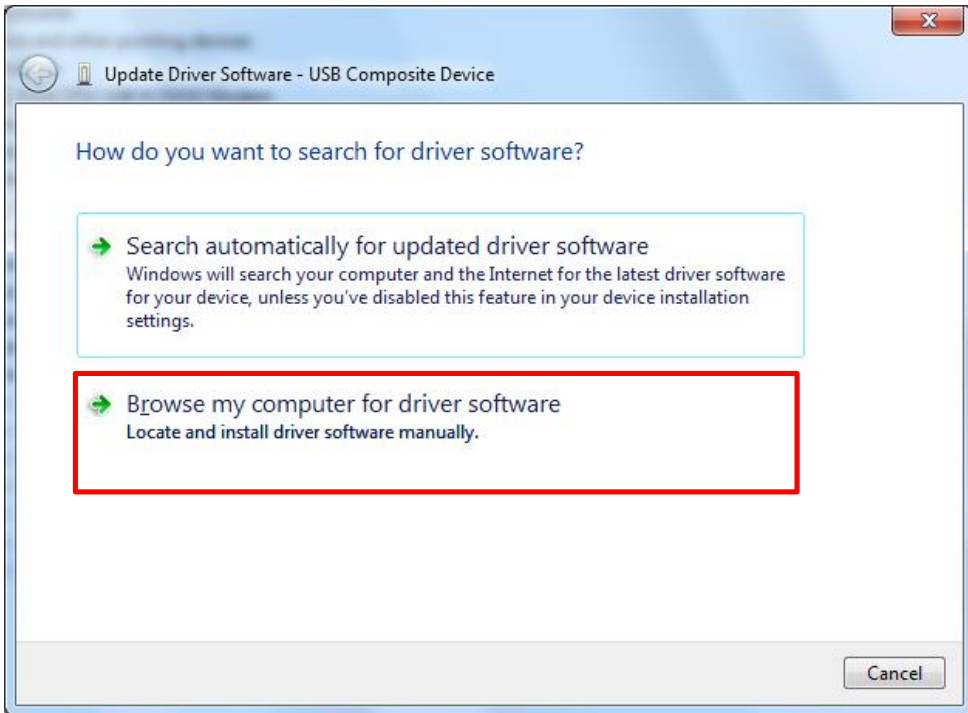 Update Driver Software - USB Composite Device
How do you want to search for driver software?
Search automatically for updated driver software
Windows will search your computer and the Internet for the latest driver software
for your device, unless you've disabled this feature in your device installation
settings.
Browse my computer for driver software
Locate and install driver software manually.
Cancel